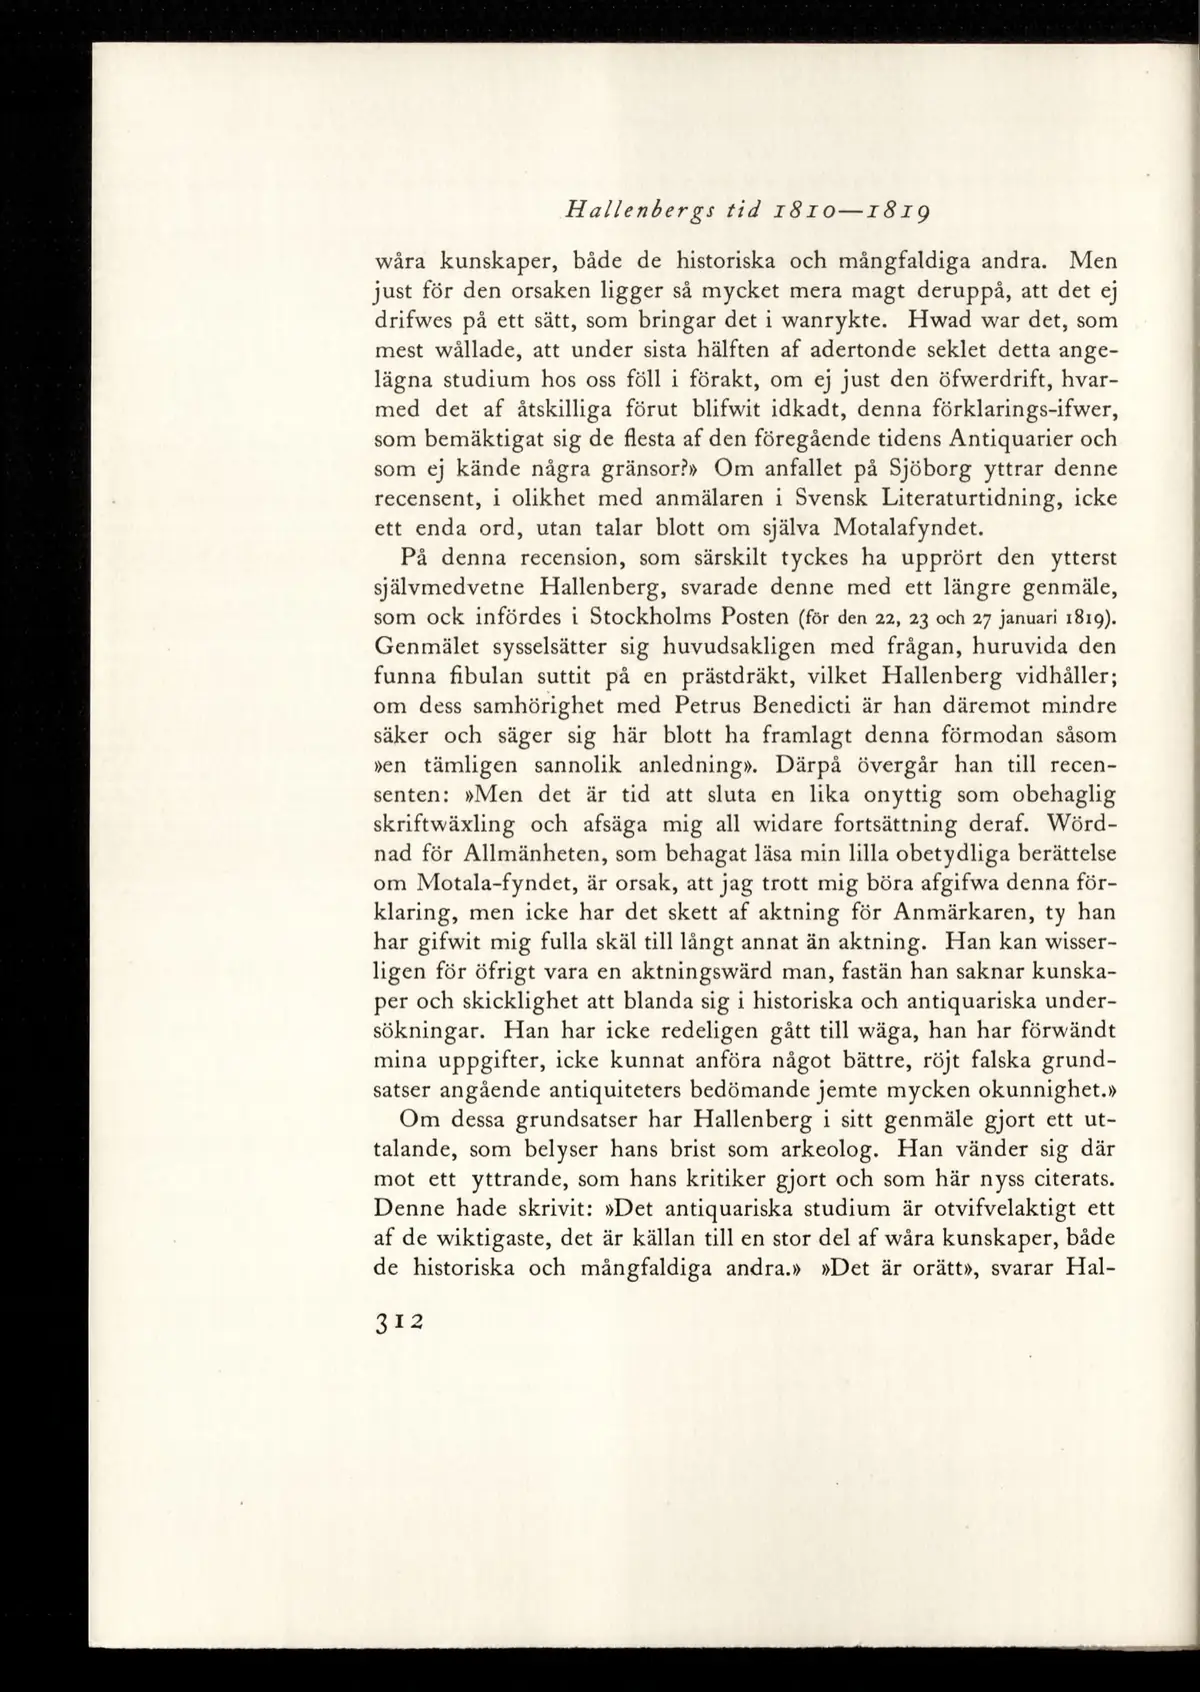 Hallenbergs tid 1810—1819
wåra kunskaper, både de historiska och mångfaldiga andra. Men
just för den orsaken ligger så mycket mera magt deruppå, att det ej
drifwes på ett sätt, som bringar det i wanrykte. Hwad war det, som
mest wållade, att under sista hälften af adertonde seklet detta ange-
lägna studium hos oss föll i förakt, om ej just den öfwerdrift, hvar-
med det af åtskilliga förut blifwit idkadt, denna förklarings-ifwer,
som bemäktigat sig de flesta af den föregående tidens Antiquarier och
som ej kände några gränsor?» Om anfallet på Sjöborg yttrar denne
recensent, i olikhet med anmälaren i Svensk Literaturtidning, icke
ett enda ord, utan talar blott om själva Motalafyndet.
På denna recension, som särskilt tyckes ha upprört den ytterst
självmedvetne Hallenberg, svarade denne med ett längre genmäle,
som ock infördes i Stockholms Posten (för den 22, 23 och 27 januari 1819).
Genmälet sysselsätter sig huvudsakligen med frågan, huruvida den
funna fibulan suttit på en prästdräkt, vilket Hallenberg vidhåller;
om dess samhörighet med Petrus Benedicti är han däremot mindre
säker och säger sig här blott ha framlagt denna förmodan såsom
»en tämligen sannolik anledning». Därpå övergår han till recen-
senten: »Men det är tid att sluta en lika onyttig som obehaglig
skriftwäxling och afsäga mig all widare fortsättning deraf. Wörd-
nad för Allmänheten, som behagat läsa min lilla obetydliga berättelse
om Motala-fyndet, är orsak, att jag trott mig böra afgifwa denna för-
klaring, men icke har det skett af aktning för Anmärkaren, ty han
har gifwit mig fulla skäl till långt annat än aktning. Han kan wisser-
ligen för öfrigt vara en aktningswärd man, fastän han saknar kunska-
per och skicklighet att blanda sig i historiska och antiquariska under-
sökningar. Han har icke redeligen gått till wäga, han har förwändt
mina uppgifter, icke kunnat anföra något bättre, röjt falska grund-
satser angående antiquiteters bedömande jemte mycken okunnighet.»
Om dessa grundsatser har Hallenberg i sitt genmäle gjort ett ut-
talande, som belyser hans brist som arkeolog. Han vänder sig där
mot ett yttrande, som hans kritiker gjort och som här nyss citerats.
Denne hade skrivit: »Det antiquariska studium är otvifvelaktigt ett
af de wiktigaste, det är källan till en stor del af wåra kunskaper, både
de historiska och mångfaldiga andra.» »Det är orätt», svarar Hal-
312